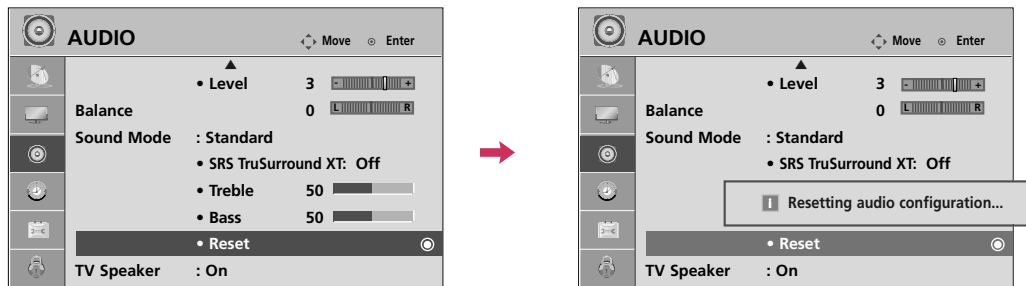 AUDIO Move Enter
• Level 3 - +
Balance 0 L R
Sound Mode : Standard
• SRS TruSurround XT: Off
• Treble 50
• Bass 50
• Reset
TV Speaker : On
AUDIO Move Enter
• Level 3 - +
Balance 0 L R
Sound Mode : Standard
• SRS TruSurround XT: Off
Resetting audio configuration...
• Reset
TV Speaker : On